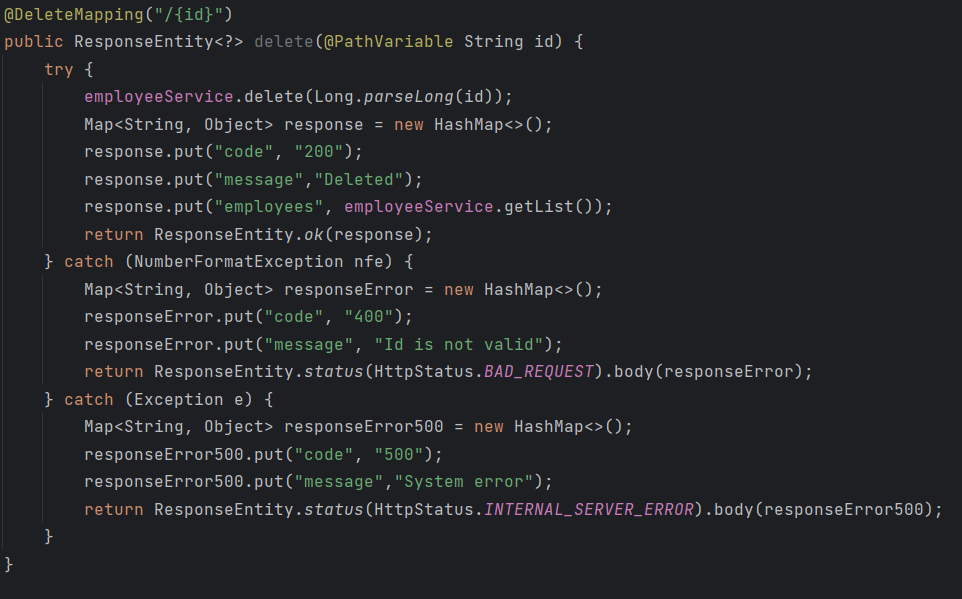 @DeleteMapping("/{id}")
public ResponseEntity<?> delete(@PathVariable String id) {
    try {
        employeeService.delete(Long.parseLong(id));
        Map<String, Object> response = new HashMap<>();
        response.put("code", "200");
        response.put("message","Deleted");
        response.put("employees", employeeService.getList());
        return ResponseEntity.ok(response);
    } catch (NumberFormatException nfe) {
        Map<String, Object> responseError = new HashMap<>();
        responseError.put("code", "400");
        responseError.put("message", "Id is not valid");
        return ResponseEntity.status(HttpStatus.BAD_REQUEST).body(responseError);
    } catch (Exception e) {
        Map<String, Object> responseError500 = new HashMap<>();
        responseError500.put("code", "500");
        responseError500.put("message","System error");
        return ResponseEntity.status(HttpStatus.INTERNAL_SERVER_ERROR).body(responseError500);
    }
}